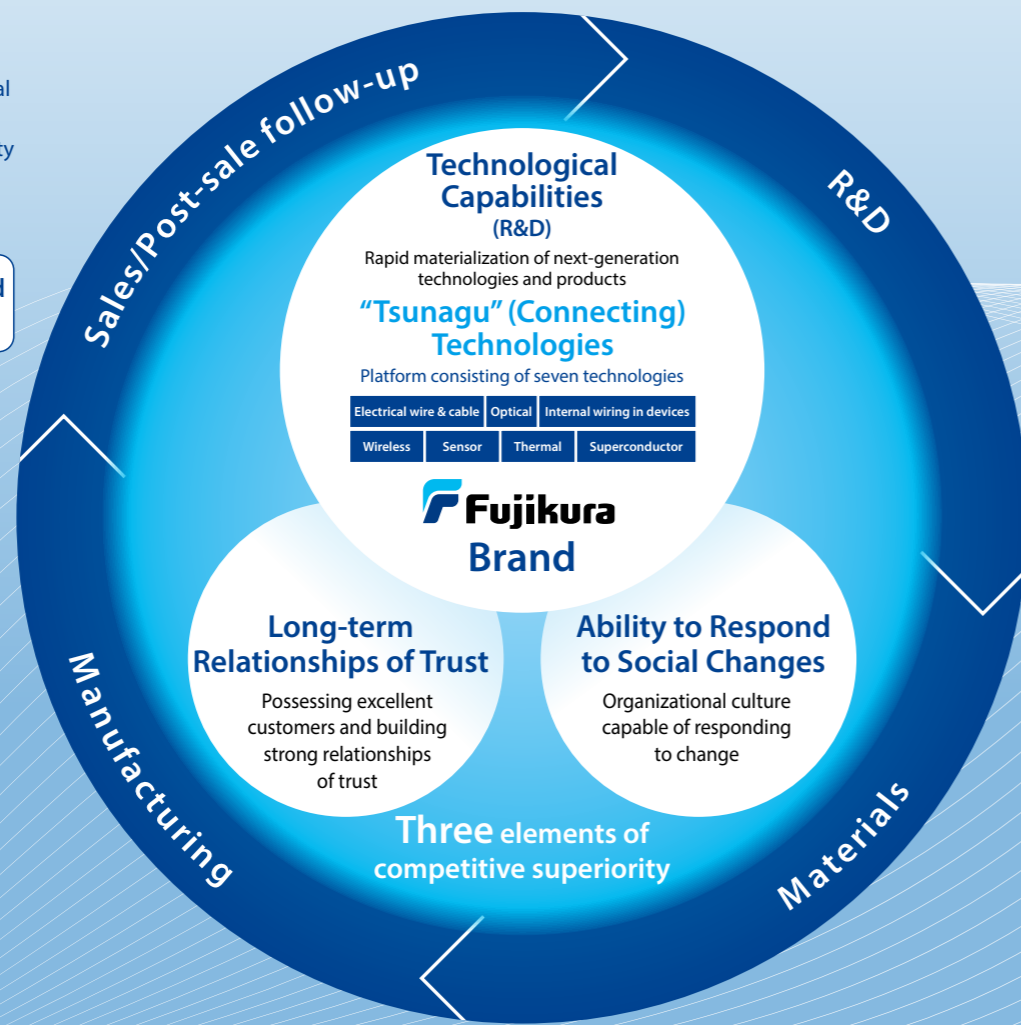 Sales/Post-sale follow-up
R&D
Technological
Capabilities
(R&D)
Rapid materialization of next-generation
technologies and products
“Tsunagu” (Connecting)
Technologies
Platform consisting of seven technologies
Electrical wire & cable Optical Internal wiring in devices
Wireless Sensor Thermal Superconductor
Fujikura
Brand
Long-term
Relationships of Trust
Possessing excellent
customers and building
strong relationships
of trust
Ability to Respond
to Social Changes
Organizational culture
capable of responding
to change
Three elements of
competitive superiority
Manufacturing
Materials